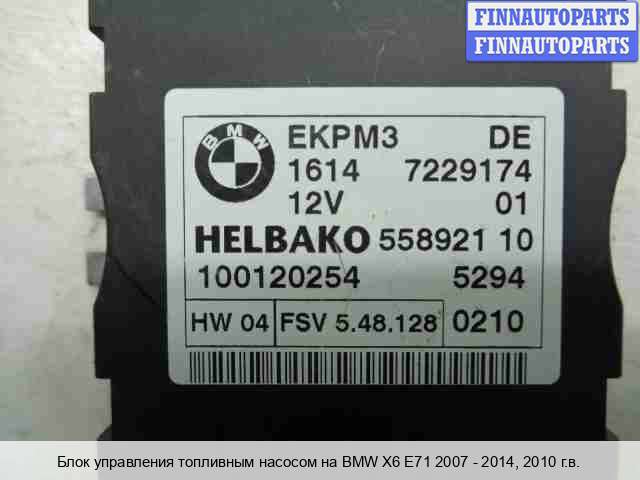 FINNAUTOPARTS
FINNAUTOPARTS
BMW
EKPM3 DE
1614 7229174
12V 01
HELBAKO 558921 10
100120254 5294
HW 04 FSV 5.48.128 0210
Блок управления топливным насосом на BMW X6 E71 2007 - 2014, 2010 г.в.